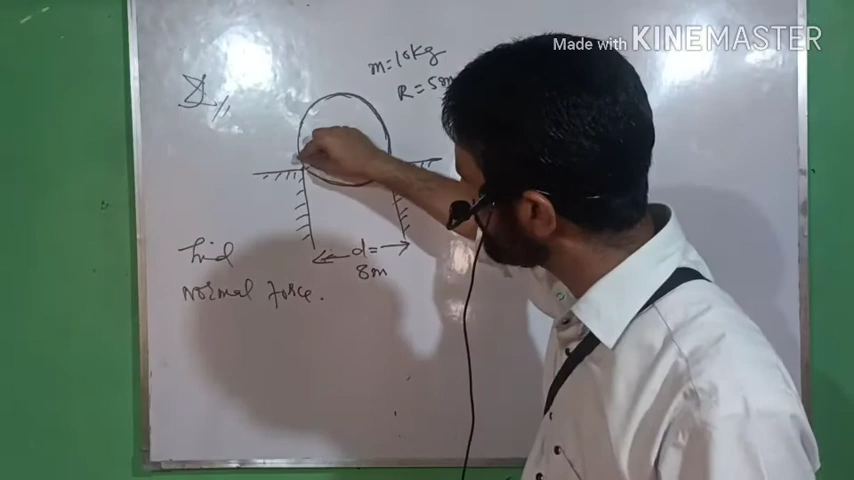 Made with KINEMASTER
m=10kg
R=5m
d=
8m
find
normal force.